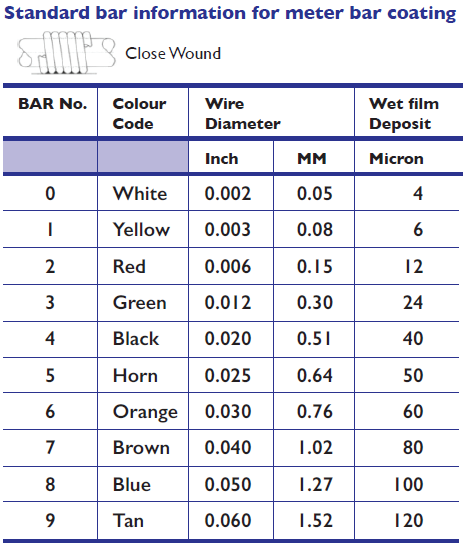 Standard bar information for meter bar coating
Close Wound
BAR No. Colour Code Wire Diameter Wet film Deposit
Inch MM Micron
0 White 0.002 0.05 4
1 Yellow 0.003 0.08 6
2 Red 0.006 0.15 12
3 Green 0.012 0.30 24
4 Black 0.020 0.51 40
5 Horn 0.025 0.64 50
6 Orange 0.030 0.76 60
7 Brown 0.040 1.02 80
8 Blue 0.050 1.27 100
9 Tan 0.060 1.52 120